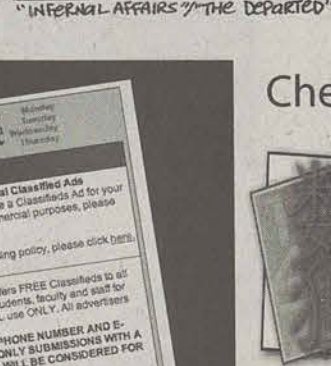 "INFERNAL AFFAIRS"/"THE DEPARTED"
Che
Monday
Tuesday
Wednesday
Thursday
al Classified Ads
e a Classifieds Ad for your
mercial purposes, please
ing policy, please click here.
ers FREE Classifieds to all
udents, faculty and staff for
L use ONLY. All advertisers
PHONE NUMBER AND E-
ONLY SUBMISSIONS WITH A
WILL BE CONSIDERED FOR